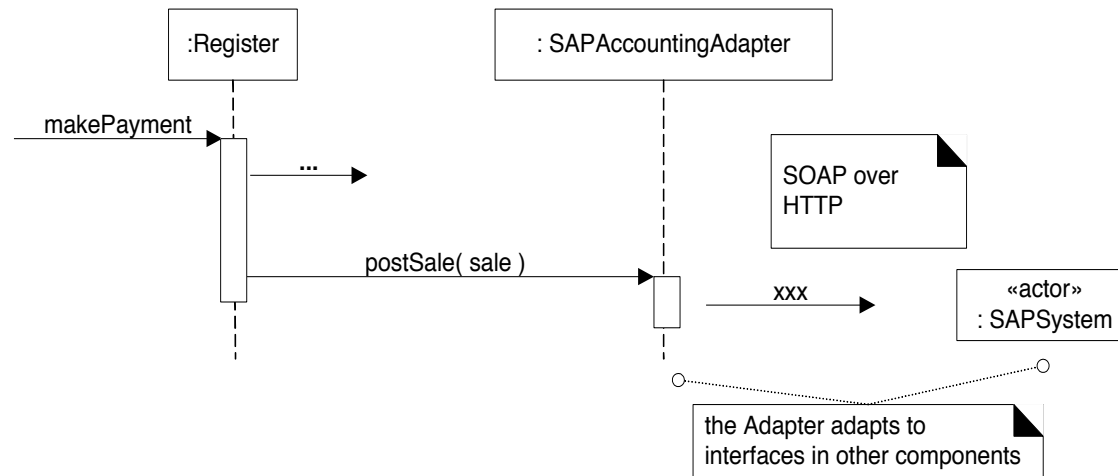 :Register
: SAPAccountingAdapter
makePayment
...
SOAP over
HTTP
postSale( sale )
xxx
«actor»
: SAPSystem
the Adapter adapts to
interfaces in other components